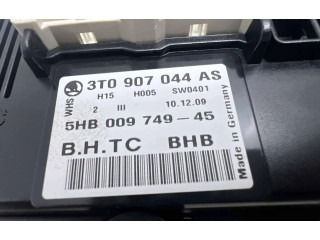 WHS 3T0 907 044 AS
H15 H005 SW0401
2 III 10.12.09
5HB 009 749-45
B.H.TC BHB
Made in Germany